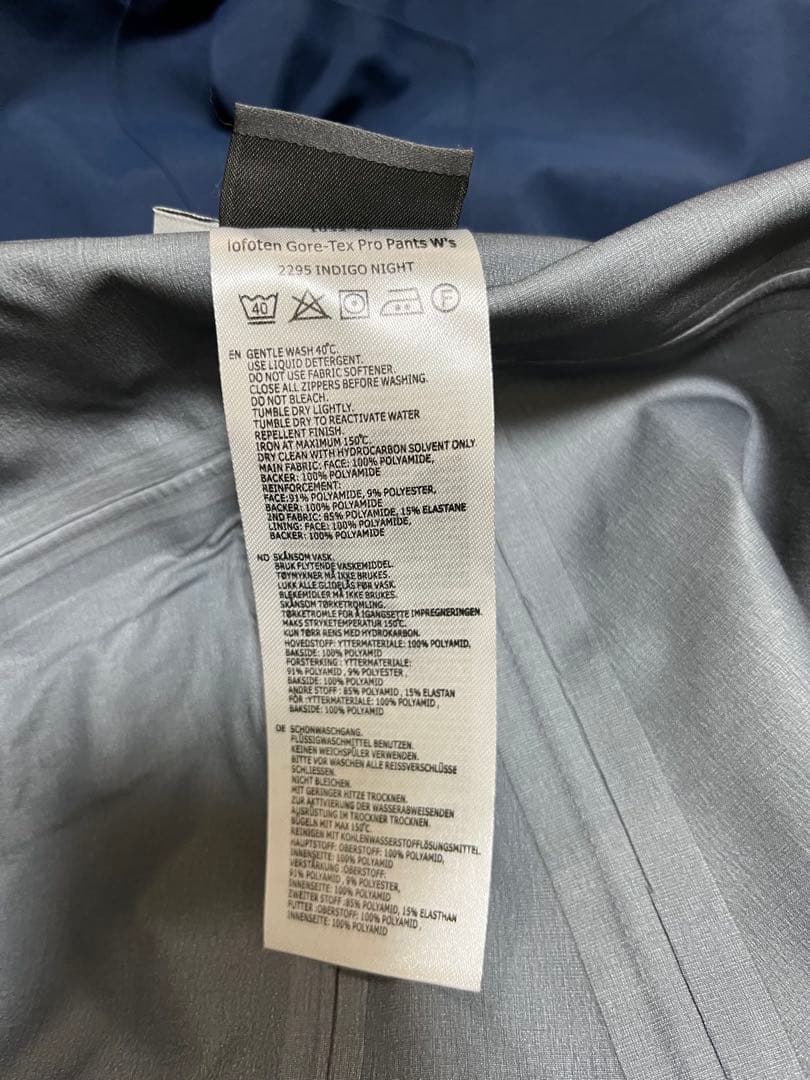 lofoten Gore-Tex Pro Pants W's
2295 INDIGO NIGHT
40
F
EN GENTLE WASH 40°C.
USE LIQUID DETERGENT.
DO NOT USE FABRIC SOFTENER.
CLOSE ALL ZIPPERS BEFORE WASHING.
DO NOT BLEACH.
TUMBLE DRY LIGHTLY.
TUMBLE DRY TO REACTIVATE WATER
REPELLENT FINISH.
IRON AT MAXIMUM 150°C.
DRY CLEAN WITH HYDROCARBON SOLVENT ONLY
MAIN FABRIC: FACE: 100% POLYAMIDE,
BACKER: 100% POLYAMIDE
REINFORCEMENT:
FACE:91% POLYAMIDE, 9% POLYESTER,
BACKER: 100% POLYAMIDE
2ND FABRIC: 85% POLYAMIDE, 15% ELASTANE
LINING: FACE: 100% POLYAMIDE,
BACKER: 100% POLYAMIDE
NO SKÅNSOM VASK.
BRUK FLYTENDE VASKEMIDDEL.
TØYMYKNER MÅ IKKE BRUKES.
LUKK ALLE GLIDELÅS FØR VASK.
BLEKEMIDLER MÅ IKKE BRUKES.
SKÅNSOM TØRKETROMLING.
TØRKETROMLE FOR Å IGANGSETTE IMPREGNERINGEN.
MAKS STRYKETEMPERATUR 150°C.
KUN TØRR RENS MED HYDROKARBON.
HOVEDSTOFF: YTTERMATERIALE: 100% POLYAMID,
BAKSIDE: 100% POLYAMID
FORSTERKING : YTTERMATERIALE:
91% POLYAMID , 9% POLYESTER ,
BAKSIDE: 100% POLYAMID
ANDRE STOFF : 85% POLYAMID , 15% ELASTAN
FÔR :YTTERMATERIALE: 100% POLYAMID ,
BAKSIDE: 100% POLYAMID
DE SCHONWASCHGANG.
FLÜSSIGWASCHMITTEL BENUTZEN.
KEINEN WEICHSPÜLER VERWENDEN.
BITTE VOR WASCHEN ALLE REISSVERSCHLÜSSE
SCHLIESSEN.
NICHT BLEICHEN.
MIT GERINGER HITZE TROCKNEN.
ZUR AKTIVIERUNG DER WASSERABWEISENDEN
AUSRÜSTUNG IM TROCKNER TROCKNEN.
BÜGELN MIT MAX 150°C.
REINIGEN MIT KOHLENWASSERSTOFFLÖSUNGSMITTEL.
HAUPTSTOFF: OBERSTOFF: 100% POLYAMID,
INNENSEITE: 100% POLYAMID
VERSTÄRKUNG :OBERSTOFF:
91% POLYAMID , 9% POLYESTER,
INNENSEITE: 100% POLYAMID
ZWEITER STOFF :85% POLYAMID, 15% ELASTHAN
FUTTER :OBERSTOFF: 100% POLYAMID ,
INNENSEITE: 100% POLYAMID